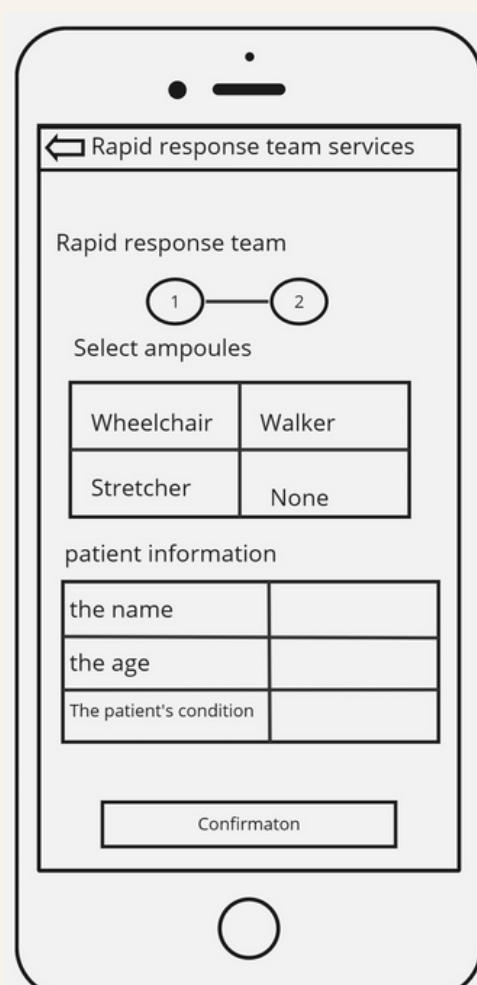 Rapid response team services
Rapid response team
1 2
Select ampoules
Wheelchair Walker
Stretcher None
patient information
the name
the age
The patient's condition
Confirmaton